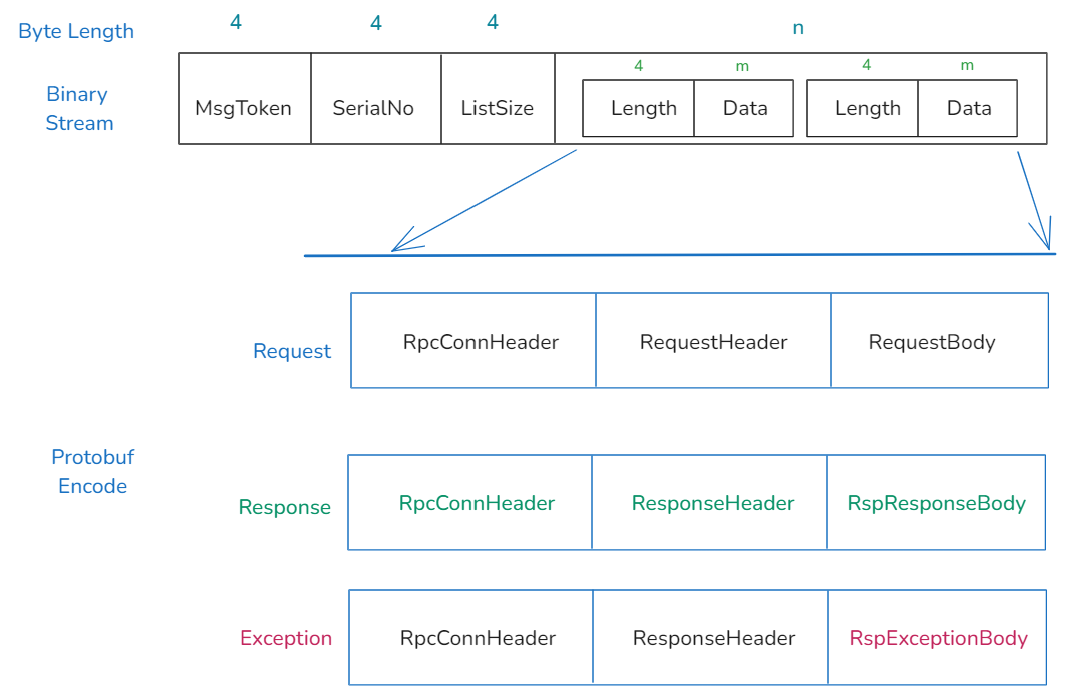 Byte Length 4 4 4 n
4 m 4 m
Binary
Stream
MsgToken SerialNo ListSize Length Data Length Data
Request RpcConnHeader RequestHeader RequestBody
Protobuf
Encode
Response RpcConnHeader ResponseHeader RspResponseBody
Exception RpcConnHeader ResponseHeader RspExceptionBody